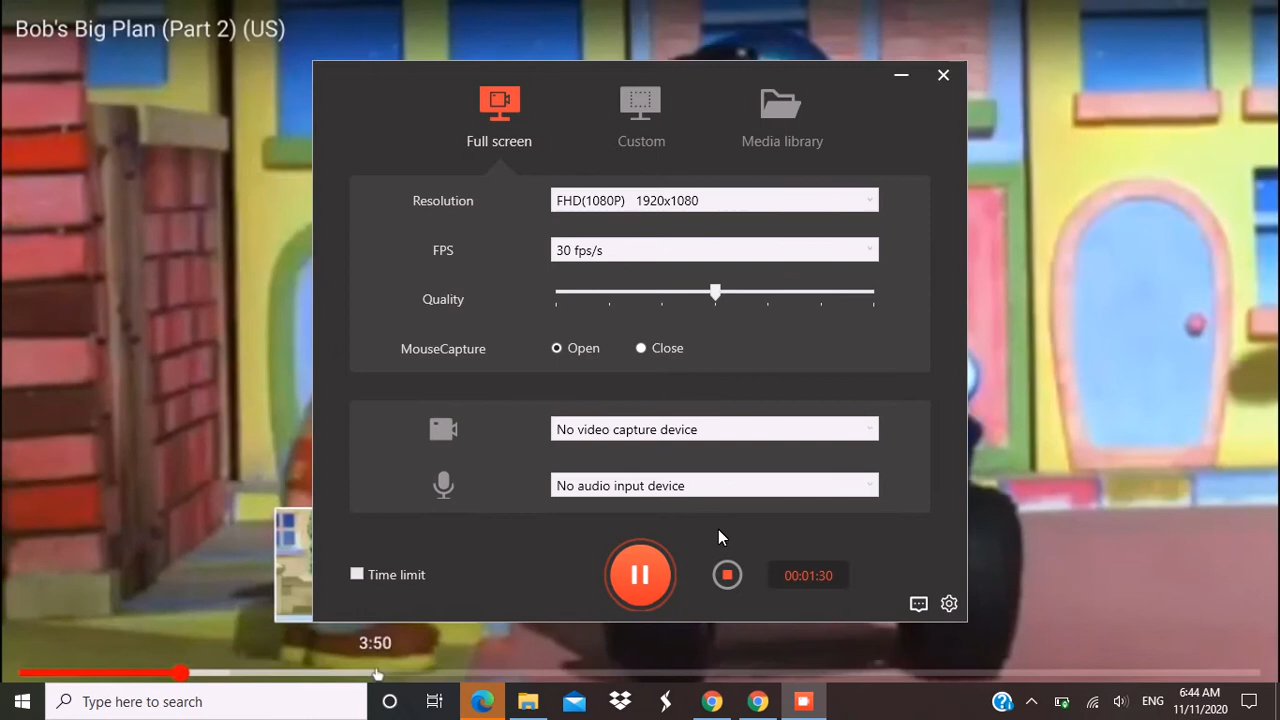 Bob's Big Plan (Part 2) (US)
Full screen
Custom
Media library
Resolution
FHD(1080P) 1920x1080
FPS
30 fps/s
Quality
MouseCapture
Open
Close
No video capture device
No audio input device
Time limit
00:01:30
3:50
Type here to search
ENG
6:44 AM
11/11/2020